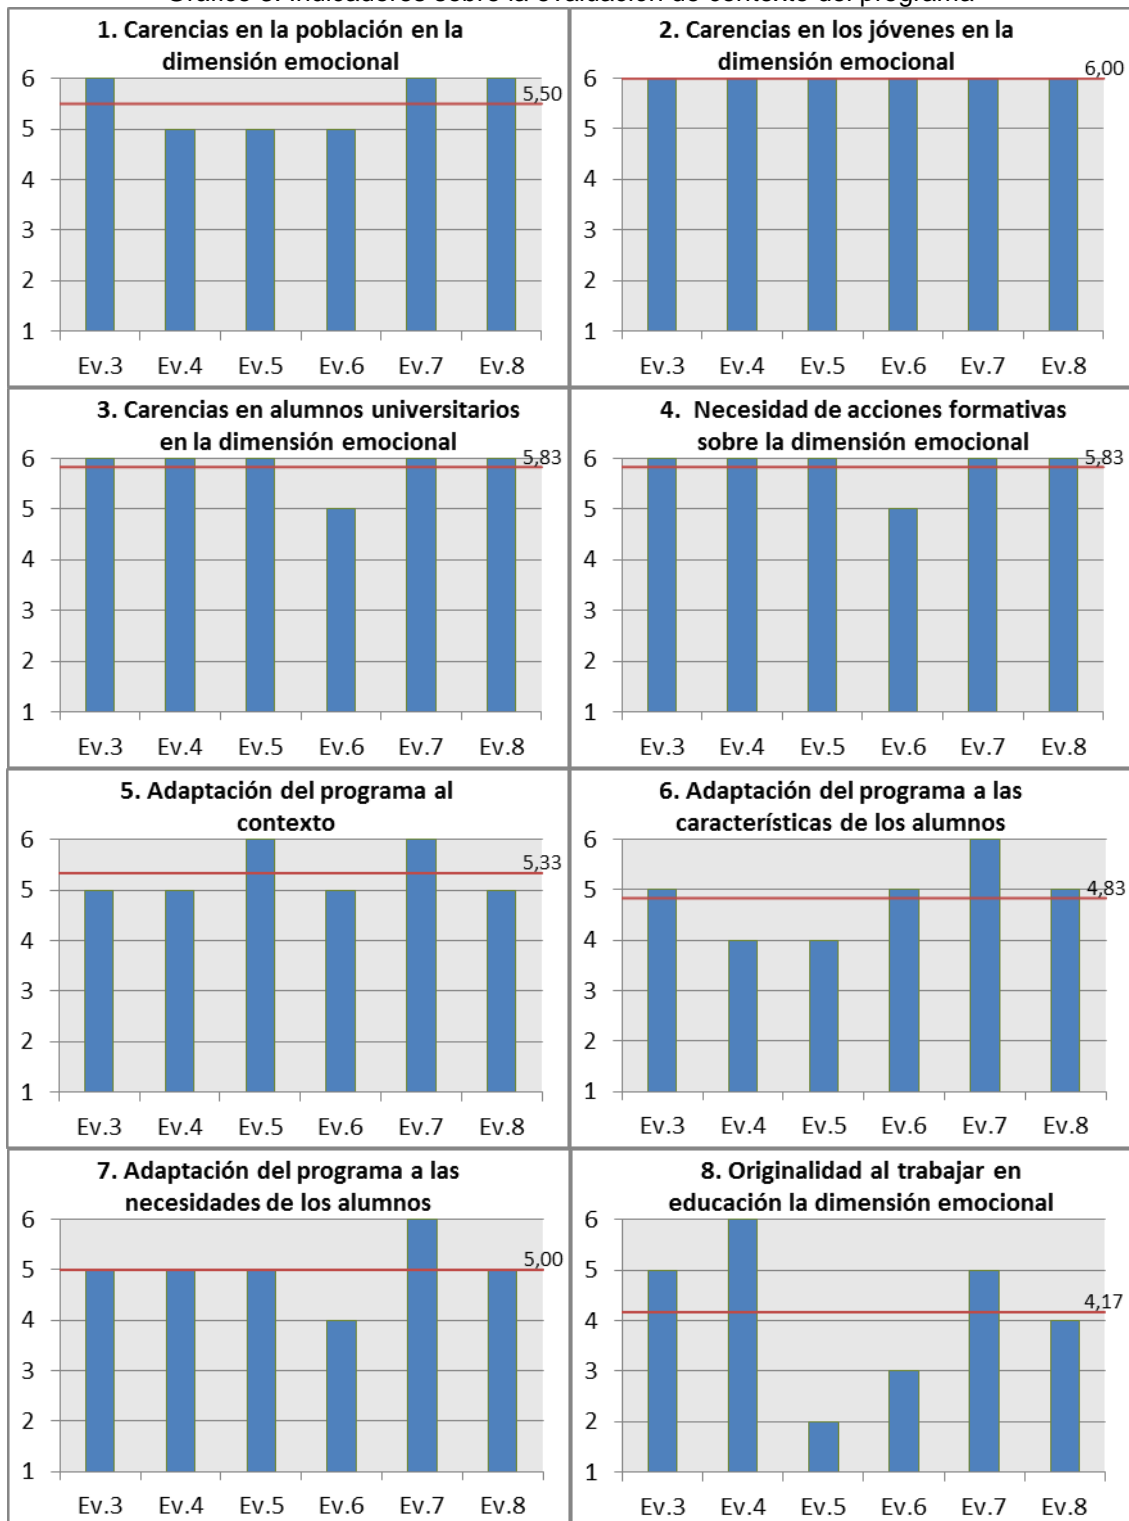 Gráfico 3. Indicadores sobre la evaluación de contexto del programa
1. Carencias en la población en la
dimensión emocional
6
5
4
3
2
1
5,50
Ev.3 Ev.4 Ev.5 Ev.6 Ev.7 Ev.8
2. Carencias en los jóvenes en la
dimensión emocional
6
5
4
3
2
1
6,00
Ev.3 Ev.4 Ev.5 Ev.6 Ev.7 Ev.8
3. Carencias en alumnos universitarios
en la dimensión emocional
6
5
4
3
2
1
5,83
Ev.3 Ev.4 Ev.5 Ev.6 Ev.7 Ev.8
4. Necesidad de acciones formativas
sobre la dimensión emocional
6
5
4
3
2
1
5,83
Ev.3 Ev.4 Ev.5 Ev.6 Ev.7 Ev.8
5. Adaptación del programa al
contexto
6
5
4
3
2
1
5,33
Ev.3 Ev.4 Ev.5 Ev.6 Ev.7 Ev.8
6. Adaptación del programa a las
características de los alumnos
6
5
4
3
2
1
4,83
Ev.3 Ev.4 Ev.5 Ev.6 Ev.7 Ev.8
7. Adaptación del programa a las
necesidades de los alumnos
6
5
4
3
2
1
5,00
Ev.3 Ev.4 Ev.5 Ev.6 Ev.7 Ev.8
8. Originalidad al trabajar en
educación la dimensión emocional
6
5
4
3
2
1
4,17
Ev.3 Ev.4 Ev.5 Ev.6 Ev.7 Ev.8